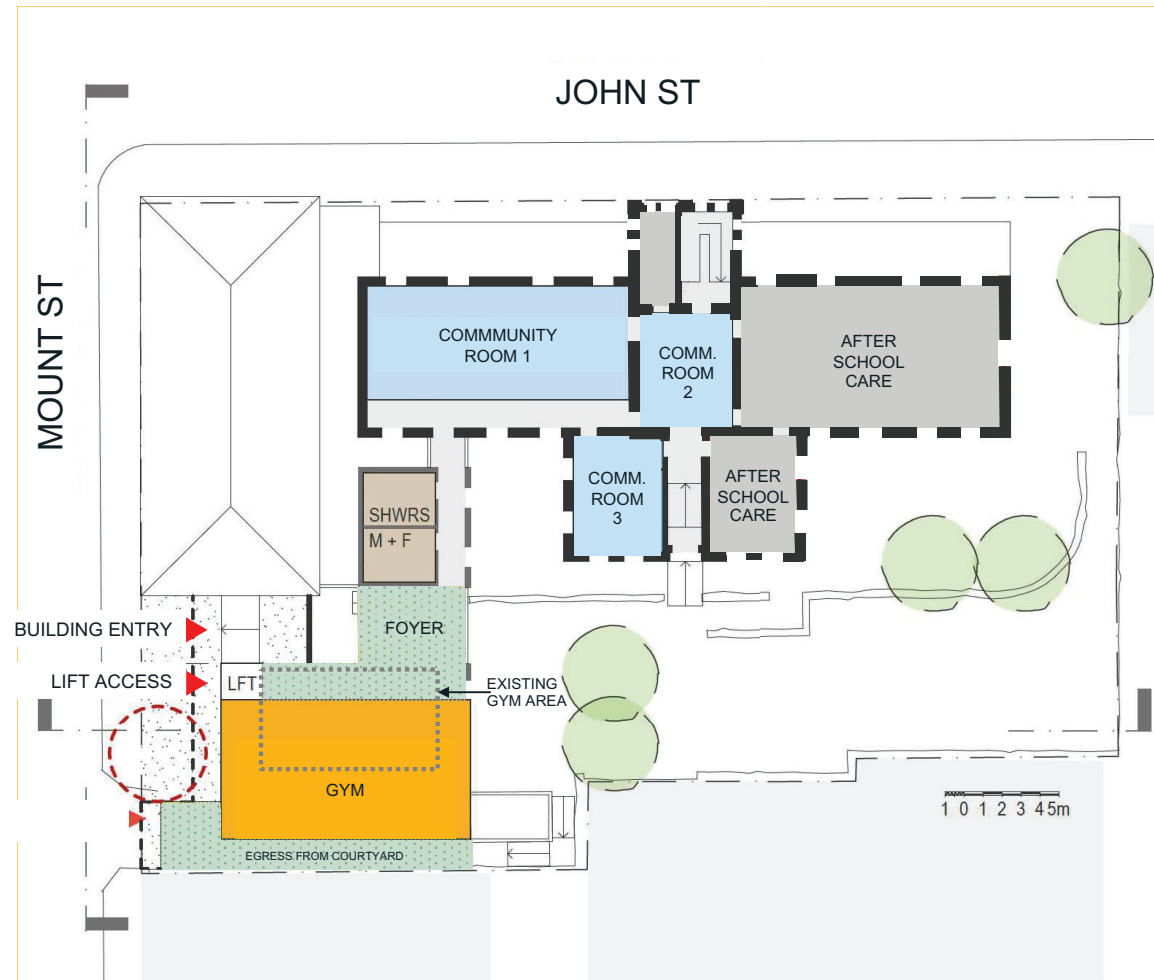 JOHN ST
MOUNT ST
COMMMUNITY
ROOM 1
COMM.
ROOM
2
AFTER
SCHOOL
CARE
COMM.
ROOM
3
AFTER
SCHOOL
CARE
SHWRS
M + F
BUILDING ENTRY
FOYER
LIFT ACCESS
LFT
EXISTING
GYM AREA
GYM
1 0 1 2 3 4 5m
EGRESS FROM COURTYARD